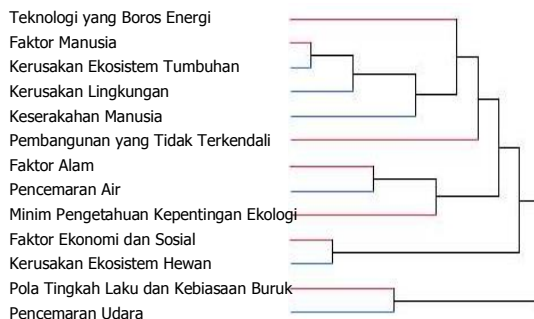 Teknologi yang Boros Energi
Faktor Manusia
Kerusakan Ekosistem Tumbuhan
Kerusakan Lingkungan
Keserakahan Manusia
Pembangunan yang Tidak Terkendali
Faktor Alam
Pencemaran Air
Minim Pengetahuan Kepentingan Ekologi
Faktor Ekonomi dan Sosial
Kerusakan Ekosistem Hewan
Pola Tingkah Laku dan Kebiasaan Buruk
Pencemaran Udara